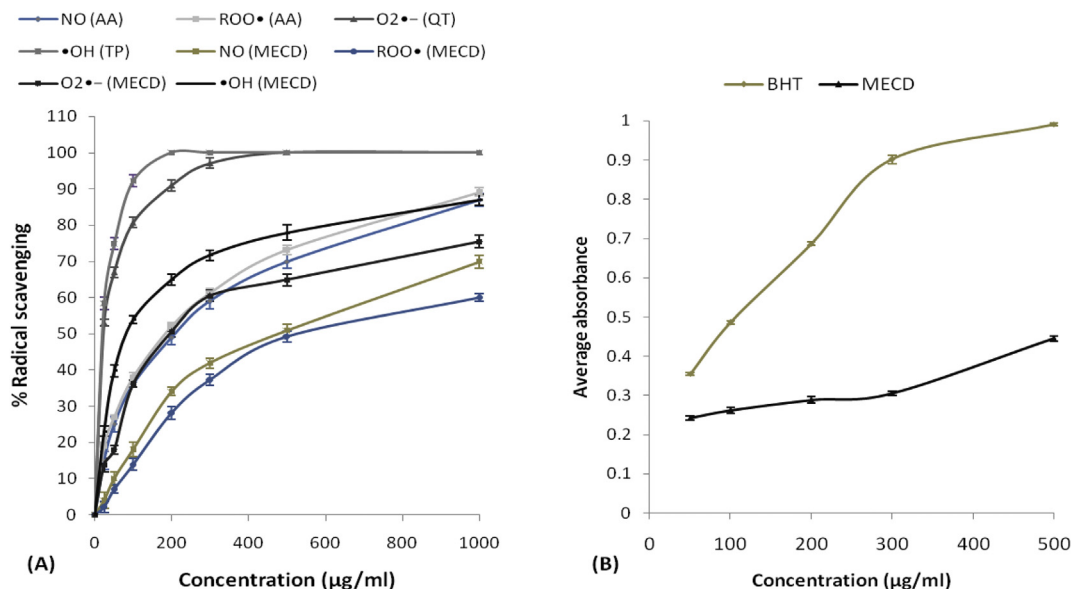 NO (AA) ROO• (AA) O2•− (QT)
•OH (TP) NO (MECD) ROO• (MECD)
O2•− (MECD) •OH (MECD)
110
100
90
80
70
60
50
40
30
20
10
0
% Radical scavenging
0 200 400 600 800 1000
(A)
Concentration (µg/ml)
BHT MECD
1
0.9
0.8
0.7
0.6
0.5
0.4
0.3
0.2
0.1
0
Average absorbance
0 100 200 300 400 500
(B)
Concentration (µg/ml)